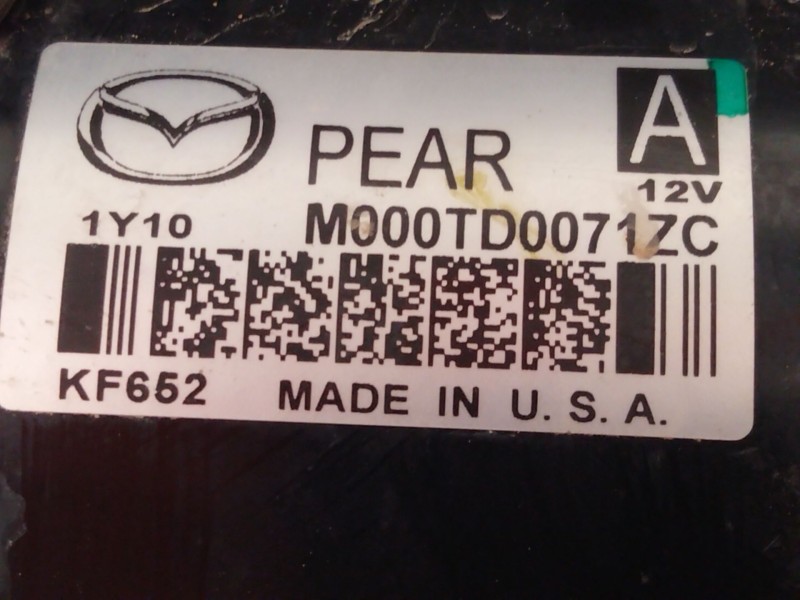 PEAR
A
12V
1Y10
M000TD0071ZC
KF652
MADE IN U. S. A.